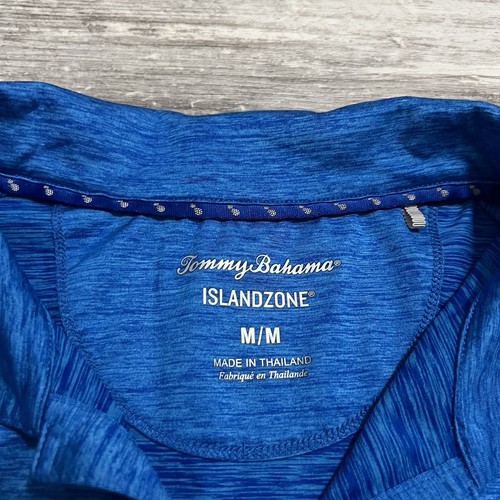 Tommy Bahama®
ISLANDZONE®
M/M
MADE IN THAILAND
Fabriqué en Thaïlande